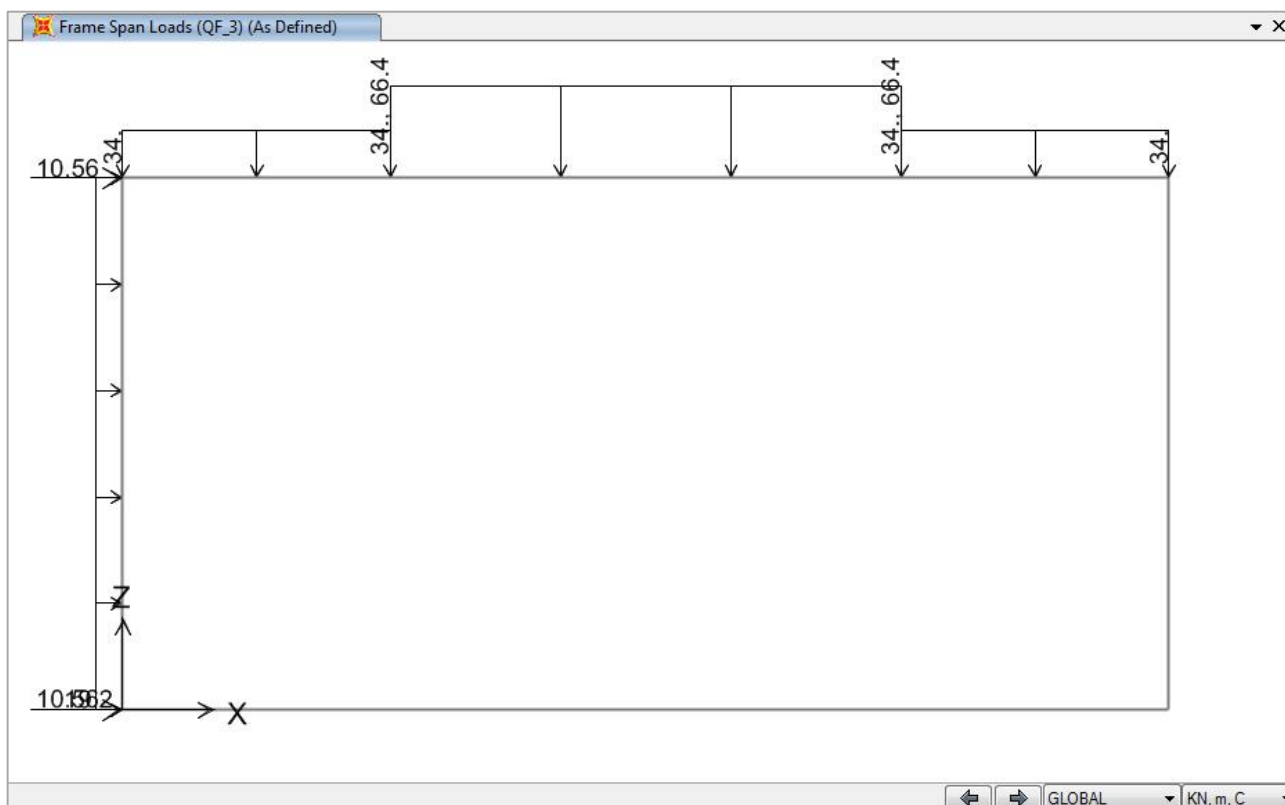 Frame Span Loads (QF_3) (As Defined)
34.
34., 66.4
34., 66.4
34.
10.56
Z
X
GLOBAL
KN, m, C